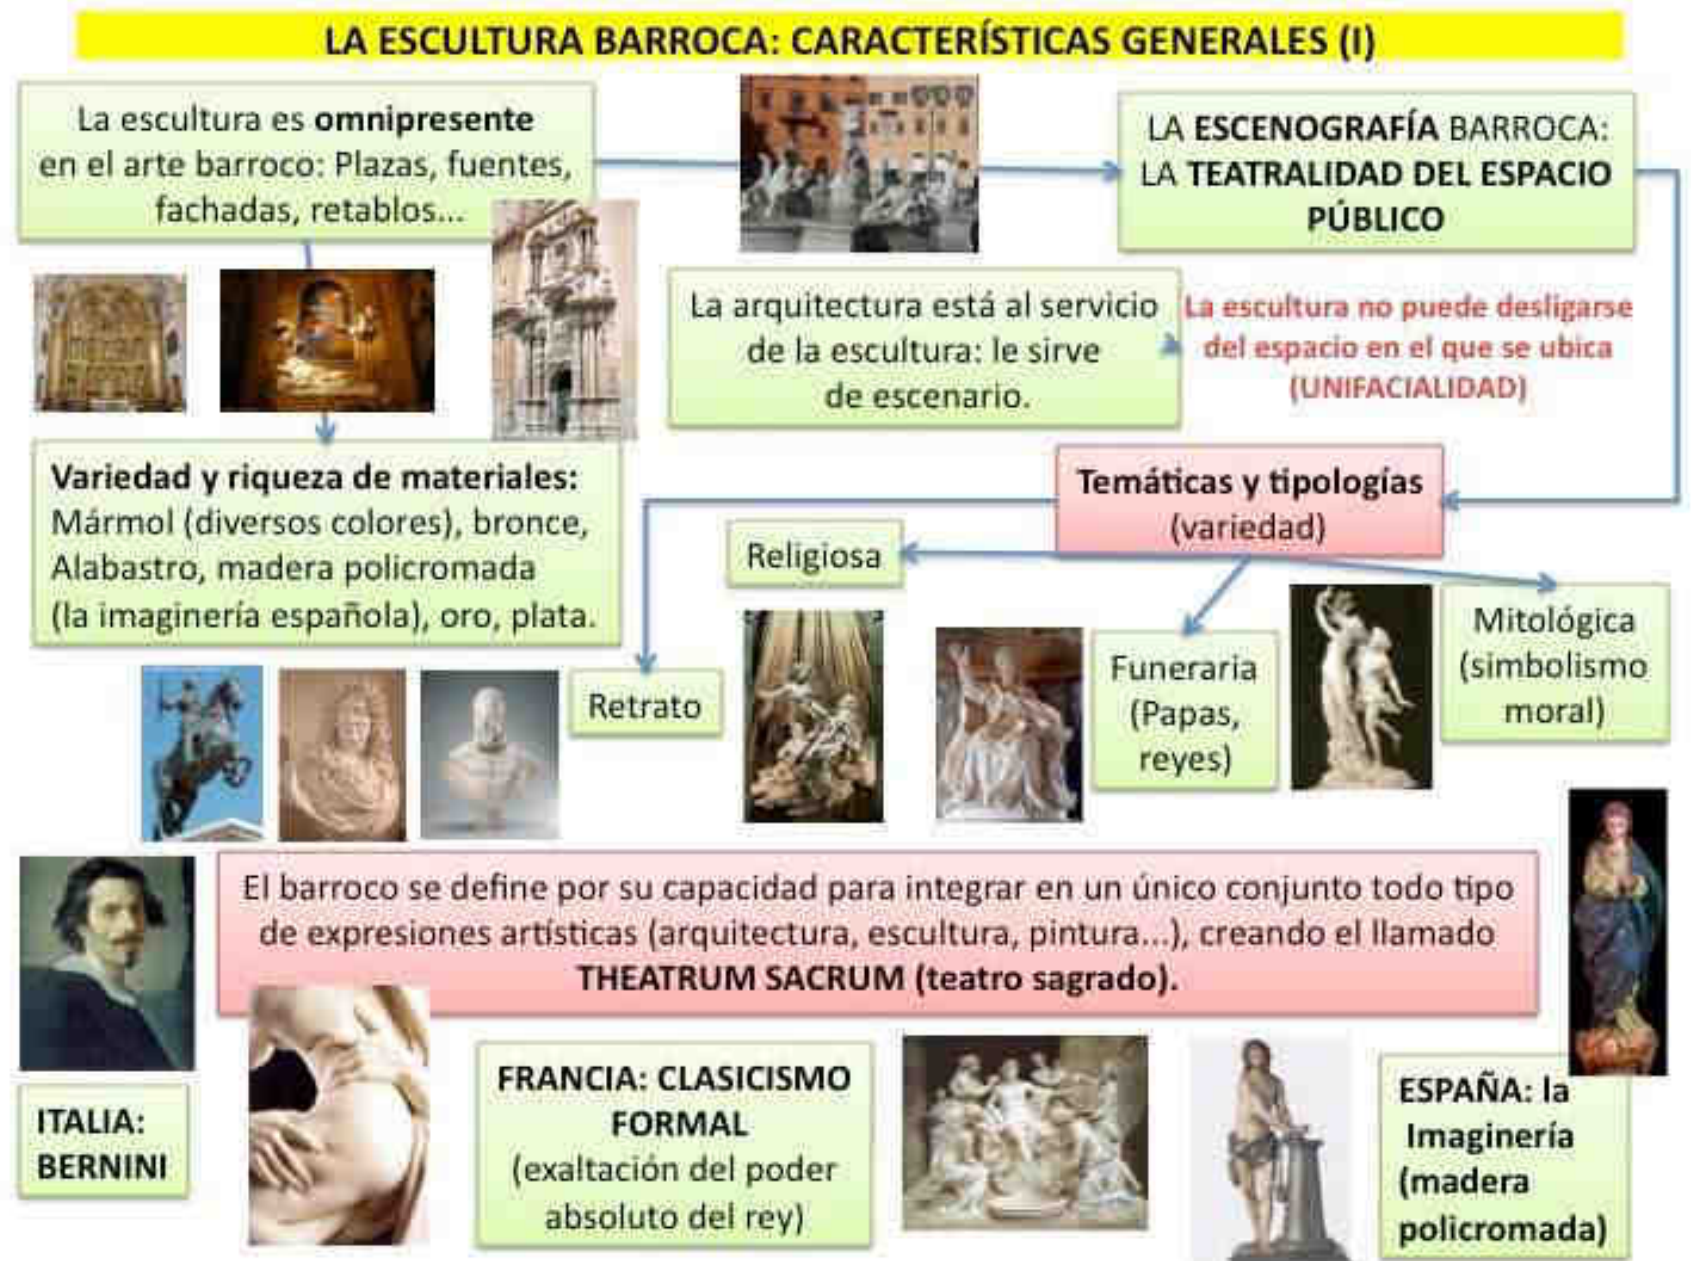 LA ESCULTURA BARROCA: CARACTERÍSTICAS GENERALES (I)
La escultura es omnipresente
en el arte barroco: Plazas, fuentes,
fachadas, retablos...
LA ESCENOGRAFÍA BARROCA:
LA TEATRALIDAD DEL ESPACIO
PÚBLICO
La arquitectura está al servicio
de la escultura: le sirve
de escenario.
La escultura no puede desligarse
del espacio en el que se ubica
(UNIFACIALIDAD)
Variedad y riqueza de materiales:
Mármol (diversos colores), bronce,
Alabastro, madera policromada
(la imaginería española), oro, plata.
Temáticas y tipologías
(variedad)
Religiosa
Retrato
Funeraria
(Papas,
reyes)
Mitológica
(simbolismo
moral)
El barroco se define por su capacidad para integrar en un único conjunto todo tipo
de expresiones artísticas (arquitectura, escultura, pintura...), creando el llamado
THEATRUM SACRUM (teatro sagrado).
ITALIA:
BERNINI
FRANCIA: CLASICISMO
FORMAL
(exaltación del poder
absoluto del rey)
ESPAÑA: la
Imaginería
(madera
policromada)